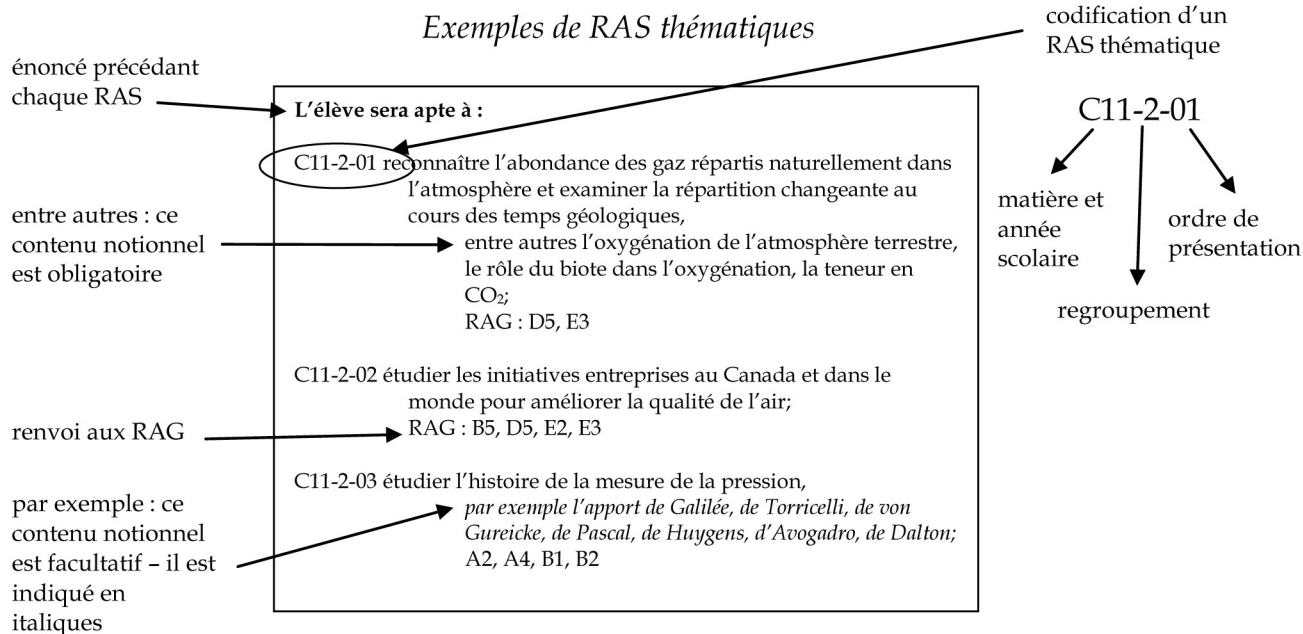 Exemples de RAS thématiques
codification d'un
RAS thématique
énoncé précédant
chaque RAS
L'élève sera apte à :
C11-2-01
C11-2-01 reconnaître l'abondance des gaz répartis naturellement dans
l'atmosphère et examiner la répartition changeante au
cours des temps géologiques,
entre autres l'oxygénation de l'atmosphère terrestre,
le rôle du biote dans l'oxygénation, la teneur en
CO₂;
RAG : D5, E3
entre autres : ce
contenu notionnel
est obligatoire
matière et
année
scolaire
ordre de
présentation
regroupement
C11-2-02 étudier les initiatives entreprises au Canada et dans le
monde pour améliorer la qualité de l'air;
RAG : B5, D5, E2, E3
renvoi aux RAG
C11-2-03 étudier l'histoire de la mesure de la pression,
par exemple l'apport de Galilée, de Torricelli, de von
Gureicke, de Pascal, de Huygens, d'Avogadro, de Dalton;
A2, A4, B1, B2
par exemple : ce
contenu notionnel
est facultatif – il est
indiqué en
italiques